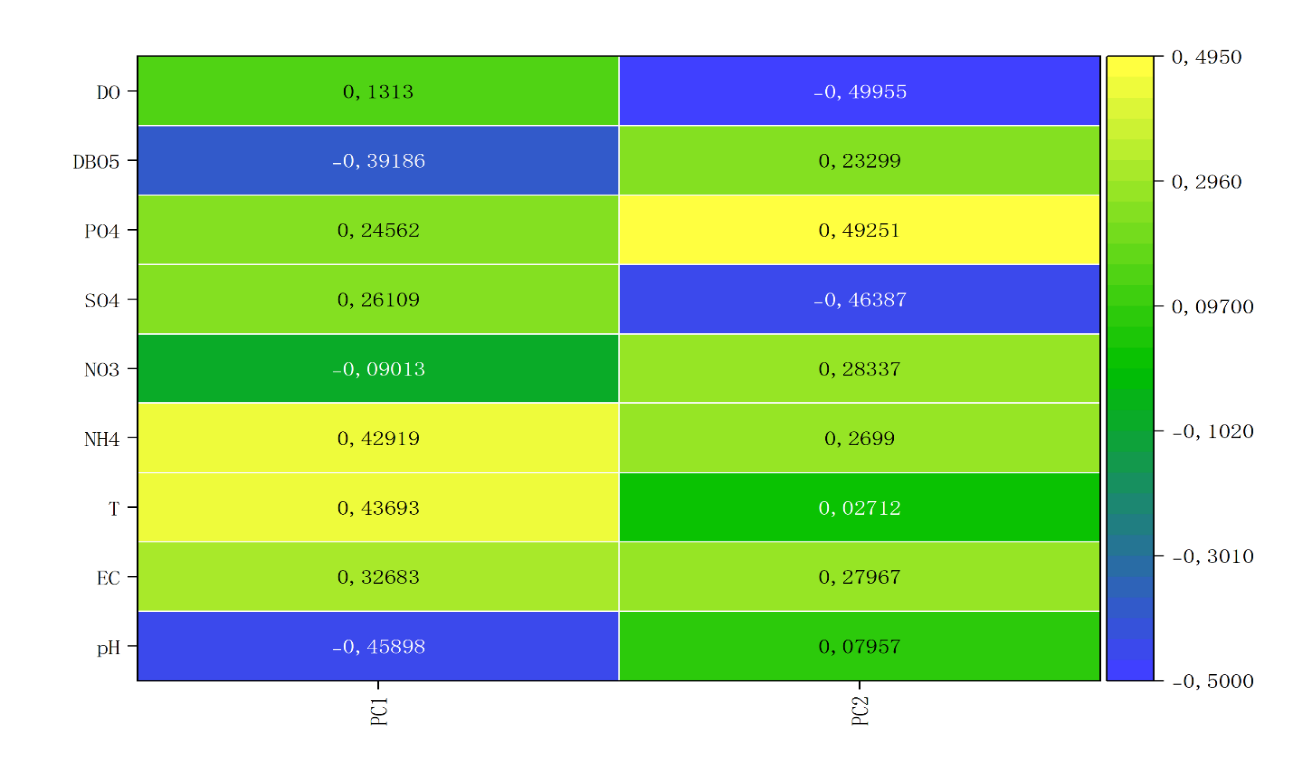 DO 0,1313 -0,49955
DBO5 -0,39186 0,23299
PO4 0,24562 0,49251
SO4 0,26109 -0,46387
NO3 -0,09013 0,28337
NH4 0,42919 0,2699
T 0,43693 0,02712
EC 0,32683 0,27967
pH -0,45898 0,07957
PC1 PC2
0,4950
0,2960
0,09700
-0,1020
-0,3010
-0,5000